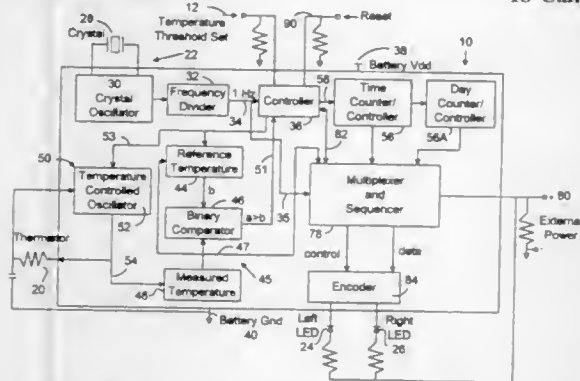 12
Temperature
Threshold Set
90
Reset
28
Crystal
22
38
Battery Vdd
10
30
Crystal
Oscillator
32
Frequency
Divider
1 Hz
34
Controller
36
58
Time
Counter/
Controller
56
Day
Counter/
Controller
56A
82
53
50
Temperature
Controlled
Oscillator
52
Reference
Temperature
44
b
51
35
Binary
Comparator
46
a>b
47
45
Multiplexer
and
Sequencer
78
80
External
Power
Thermistor
20
54
Measured
Temperature
48
control
data
Encoder
84
Battery Gnd
40
Left
LED
24
Right
LED
26